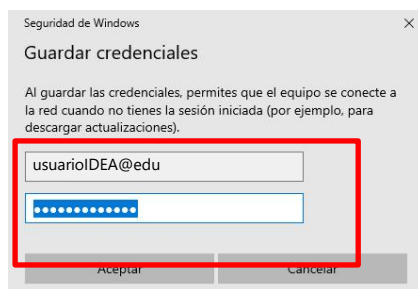 Seguridad de Windows
Guardar credenciales
Al guardar las credenciales, permites que el equipo se conecte a
la red cuando no tienes la sesión
iniciada (por ejemplo, para
descargar actualizaciones).
usuarioIDEA@edu
•••••••••••••
Aceptar Cancelar